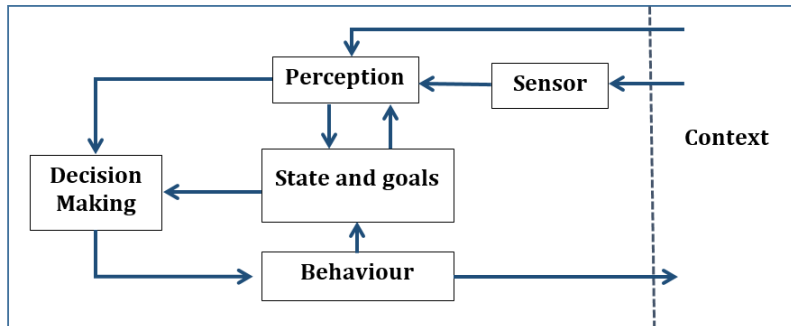 Perception
Sensor
Context
Decision
Making
State and goals
Behaviour